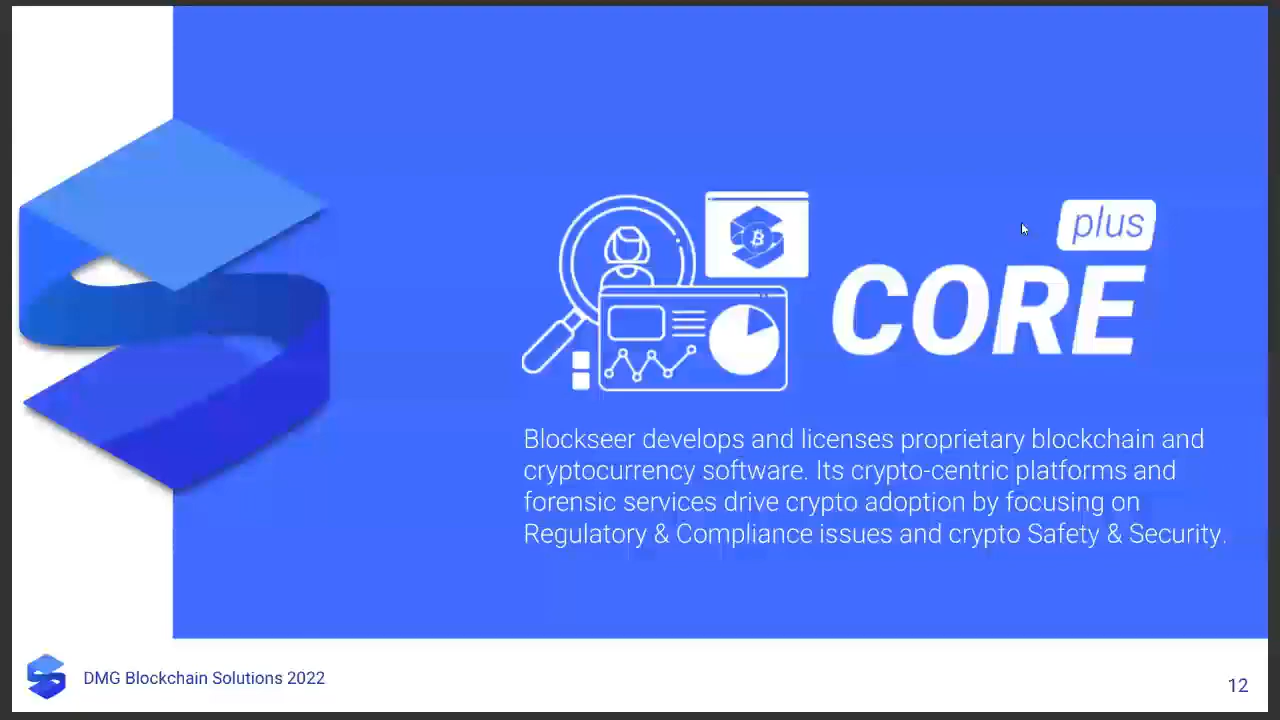 plus
CORE
Blockseer develops and licenses proprietary blockchain and
cryptocurrency software. Its crypto-centric platforms and
forensic services drive crypto adoption by focusing on
Regulatory & Compliance issues and crypto Safety & Security.
DMG Blockchain Solutions 2022
12